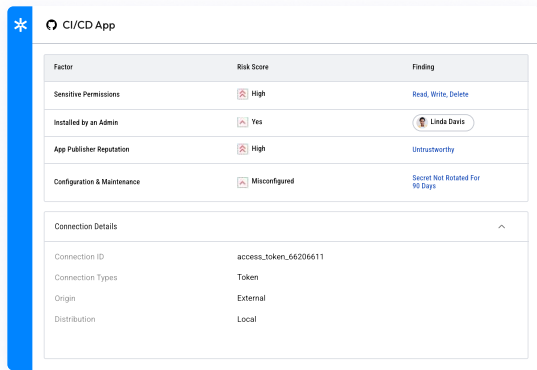 CI/CD App
Factor Risk Score Finding
Sensitive Permissions High Read, Write, Delete
Installed by an Admin Yes Linda Davis
App Publisher Reputation High Untrustworthy
Configuration & Maintenance Misconfigured Secret Not Rotated For
90 Days
Connection Details
Connection ID access_token_66206611
Connection Types Token
Origin External
Distribution Local